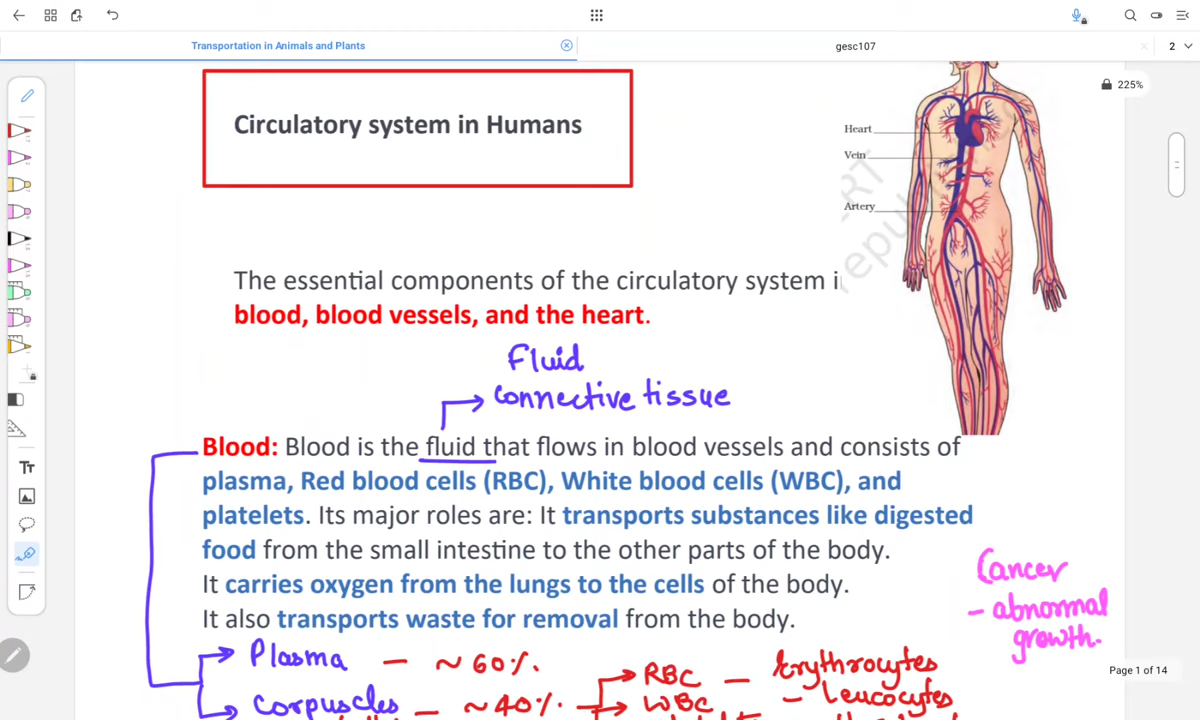 Transportation in Animals and Plants
gesc107
2
225%
Circulatory system in Humans
Heart
Vein
Artery
The essential components of the circulatory system
blood, blood vessels, and the heart.
Fluid
Connective tissue
Blood: Blood is the fluid that flows in blood vessels and consists of
plasma, Red blood cells (RBC), White blood cells (WBC), and
platelets. Its major roles are: It transports substances like digested
food from the small intestine to the other parts of the body.
It carries oxygen from the lungs to the cells of the body.
It also transports waste for removal from the body.
Cancer
- abnormal
growth.
Plasma - ~60%.
Corpuscles - ~40%.
RBC - Erythrocytes
WBC - Leucocytes
Page 1 of 14
Tт